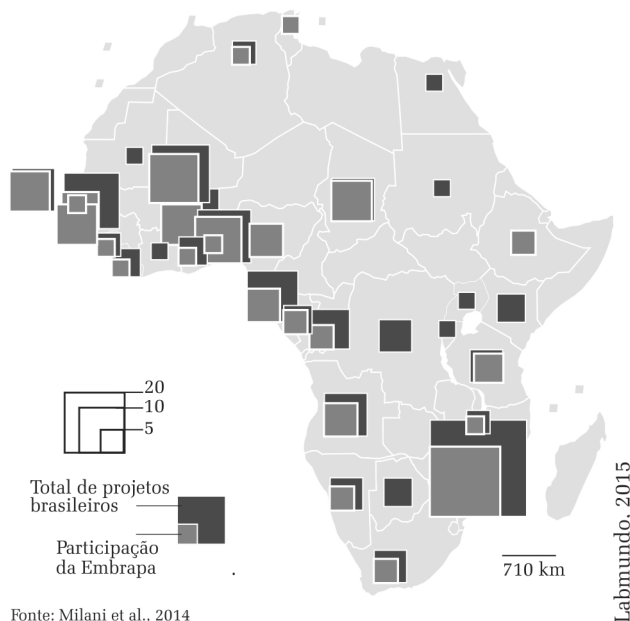 20
10
5
Total de projetos
brasileiros
Participação
da Embrapa
.
710 km
Fonte: Milani et al.. 2014
Labmundo, 2015